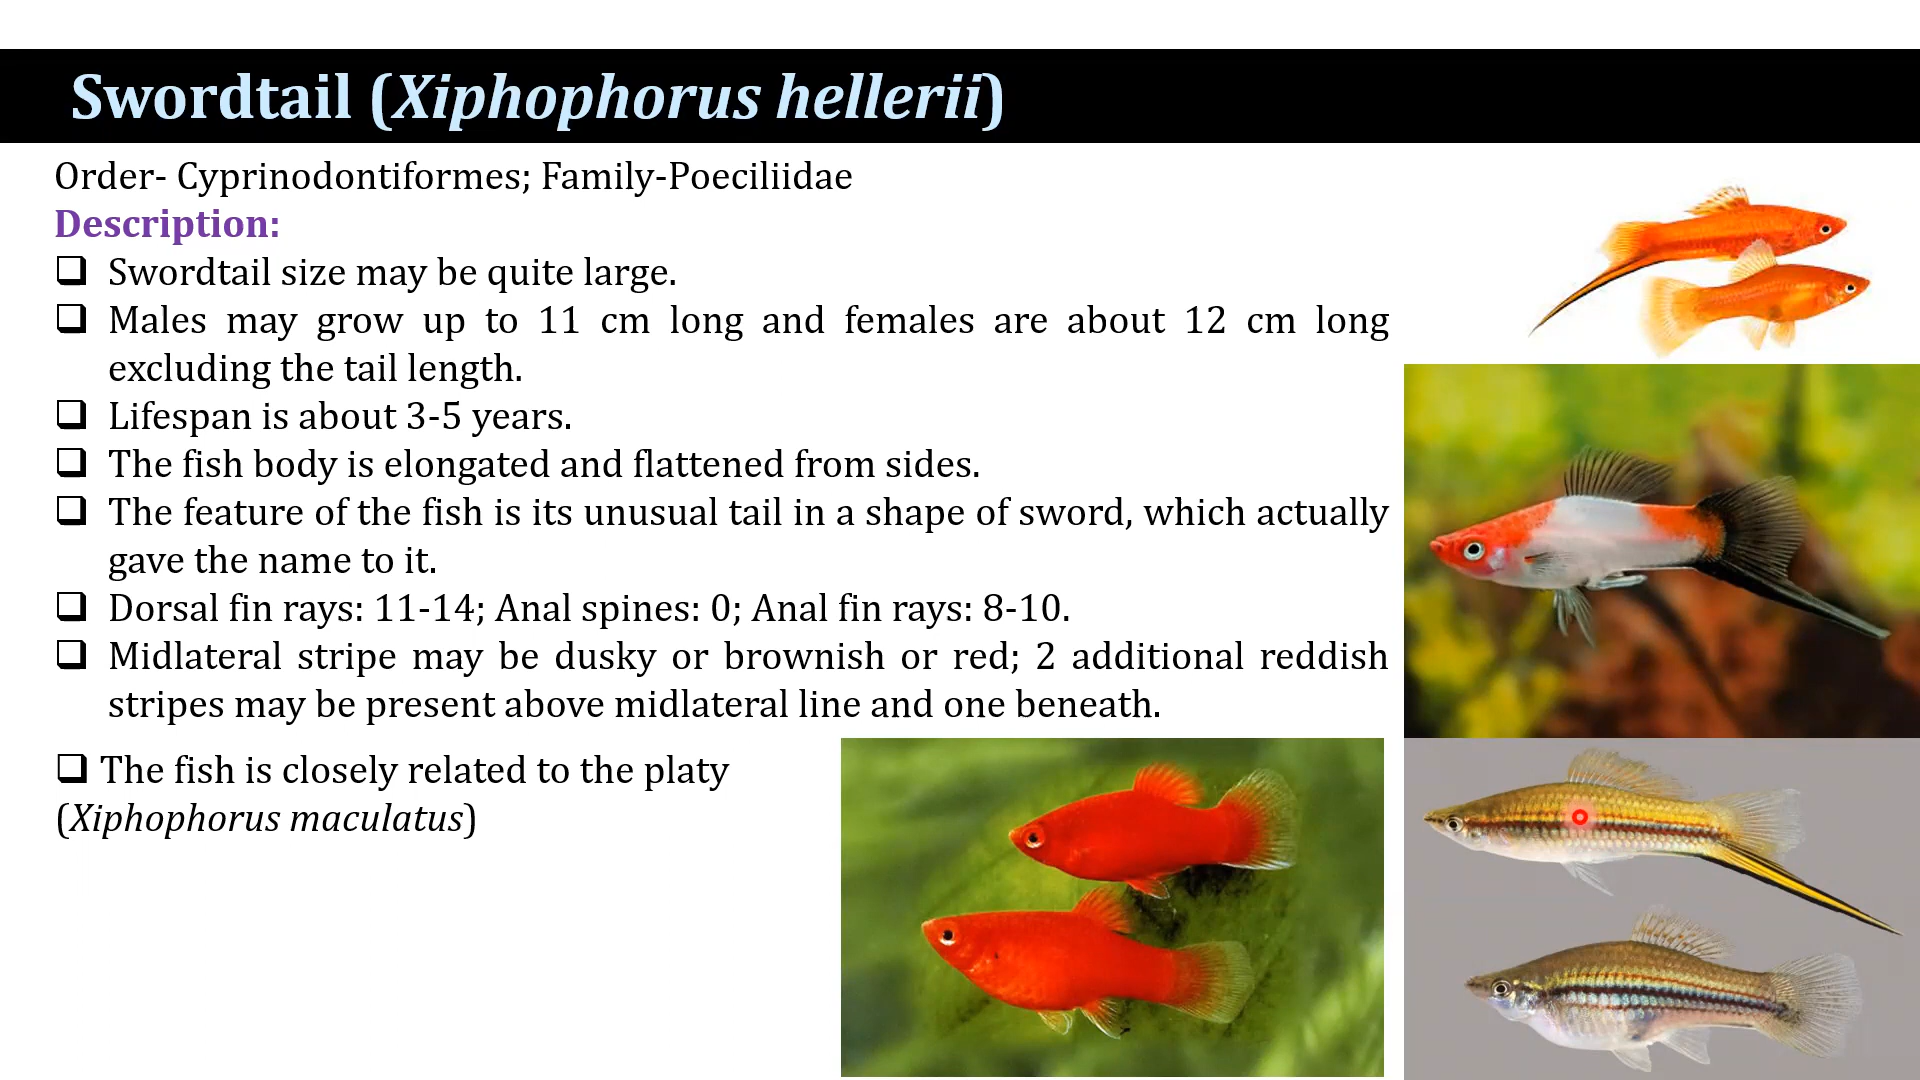 Swordtail (Xiphophorus hellerii)
Order- Cyprinodontiformes; Family-Poeciliidae
Description:
❑ Swordtail size may be quite large.
❑ Males may grow up to 11 cm long and females are about 12 cm long
excluding the tail length.
❑ Lifespan is about 3-5 years.
❑ The fish body is elongated and flattened from sides.
❑ The feature of the fish is its unusual tail in a shape of sword, which actually
gave the name to it.
❑ Dorsal fin rays: 11-14; Anal spines: 0; Anal fin rays: 8-10.
❑ Midlateral stripe may be dusky or brownish or red; 2 additional reddish
stripes may be present above midlateral line and one beneath.
❑ The fish is closely related to the platy
(Xiphophorus maculatus)